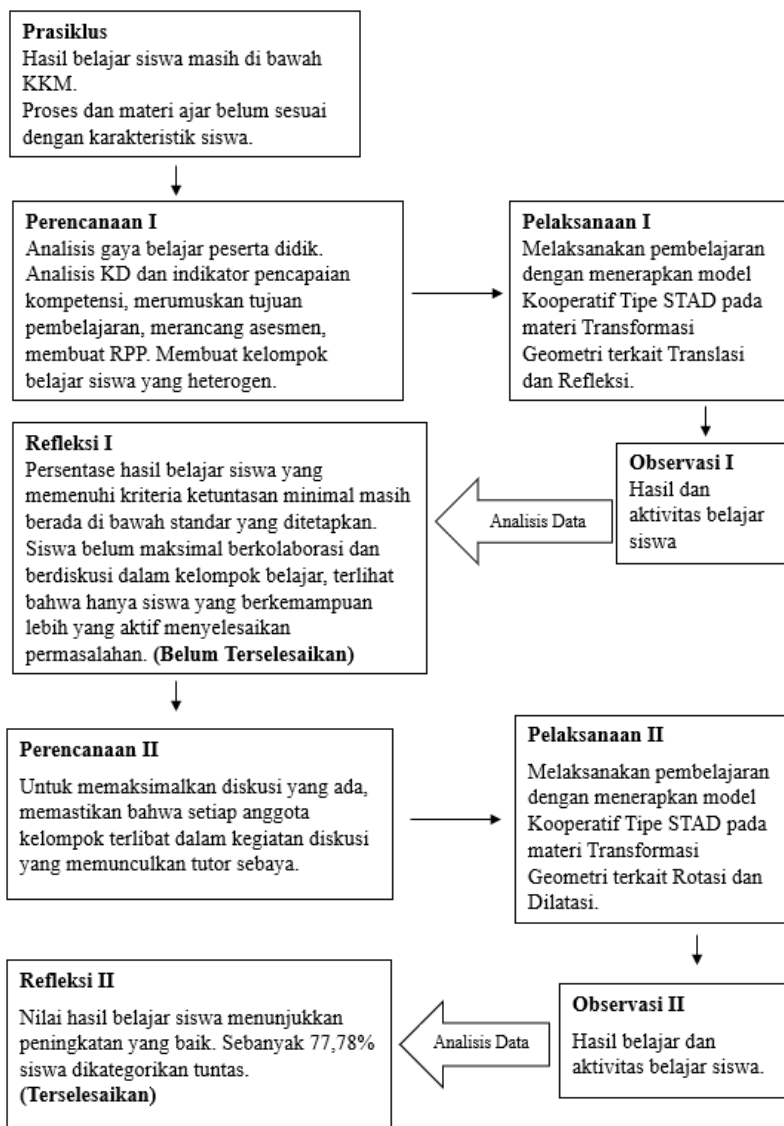 Prasiklus
Hasil belajar siswa masih di bawah
KKM.
Proses dan materi ajar belum sesuai
dengan karakteristik siswa.
Perencanaan I
Analisis gaya belajar peserta didik.
Analisis KD dan indikator pencapaian
kompetensi, merumuskan tujuan
pembelajaran, merancang asesmen,
membuat RPP. Membuat kelompok
belajar siswa yang heterogen.
Pelaksanaan I
Melaksanakan pembelajaran
dengan menerapkan model
Kooperatif Tipe STAD pada
materi Transformasi
Geometri terkait Translasi
dan Refleksi.
Observasi I
Hasil dan
aktivitas belajar
siswa
Analisis Data
Refleksi I
Persentase hasil belajar siswa yang
memenuhi kriteria ketuntasan minimal masih
berada di bawah standar yang ditetapkan.
Siswa belum maksimal berkolaborasi dan
berdiskusi dalam kelompok belajar, terlihat
bahwa hanya siswa yang berkemampuan
lebih yang aktif menyelesaikan
permasalahan. (Belum Terselesaikan)
Perencanaan II
Untuk memaksimalkan diskusi yang ada,
memastikan bahwa setiap anggota
kelompok terlibat dalam kegiatan diskusi
yang memunculkan tutor sebaya.
Pelaksanaan II
Melaksanakan pembelajaran
dengan menerapkan model
Kooperatif Tipe STAD pada
materi Transformasi
Geometri terkait Rotasi dan
Dilatasi.
Observasi II
Hasil belajar dan
aktivitas belajar siswa.
Analisis Data
Refleksi II
Nilai hasil belajar siswa menunjukkan
peningkatan yang baik. Sebanyak 77,78%
siswa dikategorikan tuntas.
(Terselesaikan)